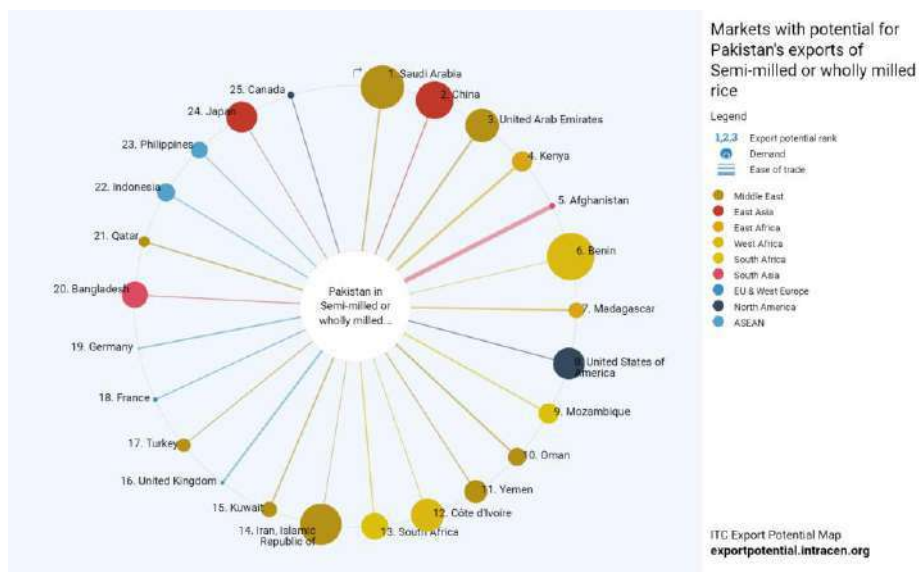 Markets with potential for
Pakistan's exports of
Semi-milled or wholly milled
rice
Legend
1,2,3 Export potential rank
Demand
Ease of trade
Middle East
East Asia
East Africa
West Africa
South Africa
South Asia
EU & West Europe
North America
ASEAN
Pakistan in
Semi-milled or
wholly milled...
1. Saudi Arabia
2. China
3. United Arab Emirates
4. Kenya
5. Afghanistan
6. Benin
7. Madagascar
8. United States of
America
9. Mozambique
10. Oman
11. Yemen
12. Côte d'Ivoire
13. South Africa
14. Iran, Islamic
Republic of
15. Kuwait
16. United Kingdom
17. Turkey
18. France
19. Germany
20. Bangladesh
21. Qatar
22. Indonesia
23. Philippines
24. Japan
25. Canada
ITC Export Potential Map
exportpotential.intracen.org